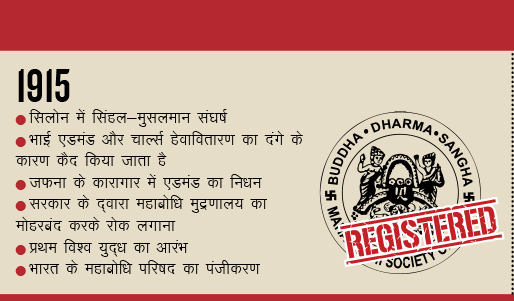 1915
● सिलोन में सिंहल–मुसलमान संघर्ष
● भाई एडमंड और चार्ल्स हेवावितारण का दंगे के
कारण कैद किया जाता है
● जफना के कारागार में एडमंड का निधन
● सरकार के द्वारा महाबोधि मुद्रणालय का
मोहरबंद करके रोक लगाना
● प्रथम विश्व युद्ध का आरंभ
● भारत के महाबोधि परिषद का पंजीकरण
BUDDHA • DHARMA • SANGHA
REGISTERED
SOCIETY